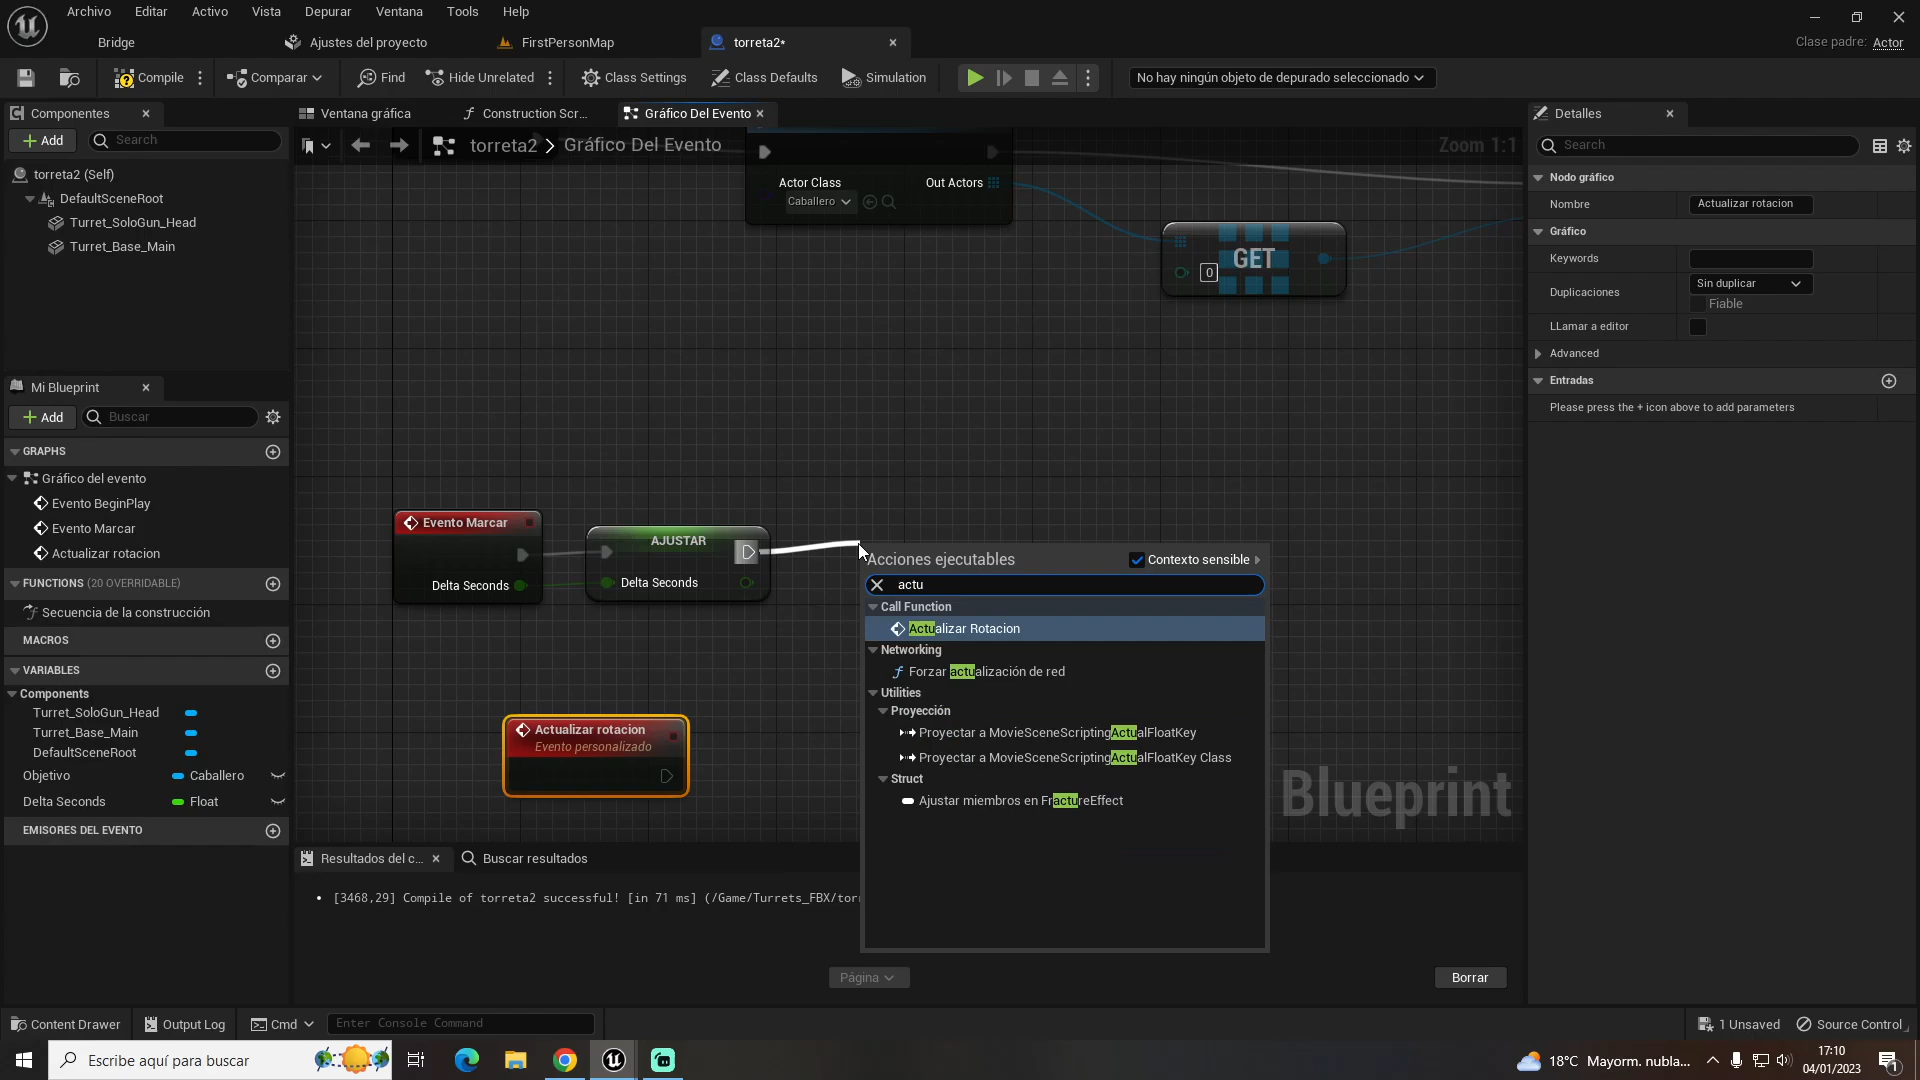 Archivo Editar Activo Vista Depurar Ventana Tools Help
Bridge Ajustes del proyecto FirstPersonMap torreta2* Clase padre: Actor
Compile Comparar Find Hide Unrelated Class Settings Class Defaults Simulation No hay ningún objeto de depurado seleccionado
Componentes Ventana gráfica Construction Scr... Gráfico Del Evento Detalles
Add Search torreta2 > Gráfico Del Evento Zoom 1:1 Search
torreta2 (Self)
DefaultSceneRoot
Turret_SoloGun_Head
Turret_Base_Main
Actor Class Out Actors
Caballero
GET
0
Nodo gráfico
Nombre Actualizar rotacion
Gráfico
Keywords
Duplicaciones Sin duplicar
Fiable
LLamar a editor
Advanced
Entradas
Please press the + icon above to add parameters
Mi Blueprint
Add Buscar
GRAPHS
Gráfico del evento
Evento BeginPlay
Evento Marcar
Actualizar rotacion
FUNCTIONS (20 OVERRIDABLE)
Secuencia de la construcción
MACROS
VARIABLES
Components
Turret_SoloGun_Head
Turret_Base_Main
DefaultSceneRoot
Objetivo Caballero
Delta Seconds Float
EMISORES DEL EVENTO
Evento Marcar
Delta Seconds
AJUSTAR
Delta Seconds
Actualizar rotacion
Evento personalizado
Acciones ejecutables Contexto sensible
actu
Call Function
Actualizar Rotacion
Networking
Forzar actualización de red
Utilities
Proyección
Proyectar a MovieSceneScriptingActualFloatKey
Proyectar a MovieSceneScriptingActualFloatKey Class
Struct
Ajustar miembros en FractureEffect
Blueprint
Resultados del c... Buscar resultados
[3468,29] Compile of torreta2 successful! [in 71 ms] (/Game/Turrets_FBX/tor
Página Borrar
Content Drawer Output Log Cmd Enter Console Command 1 Unsaved Source Control
Escribe aquí para buscar 18°C Mayorm. nubla... 17:10
04/01/2023
1